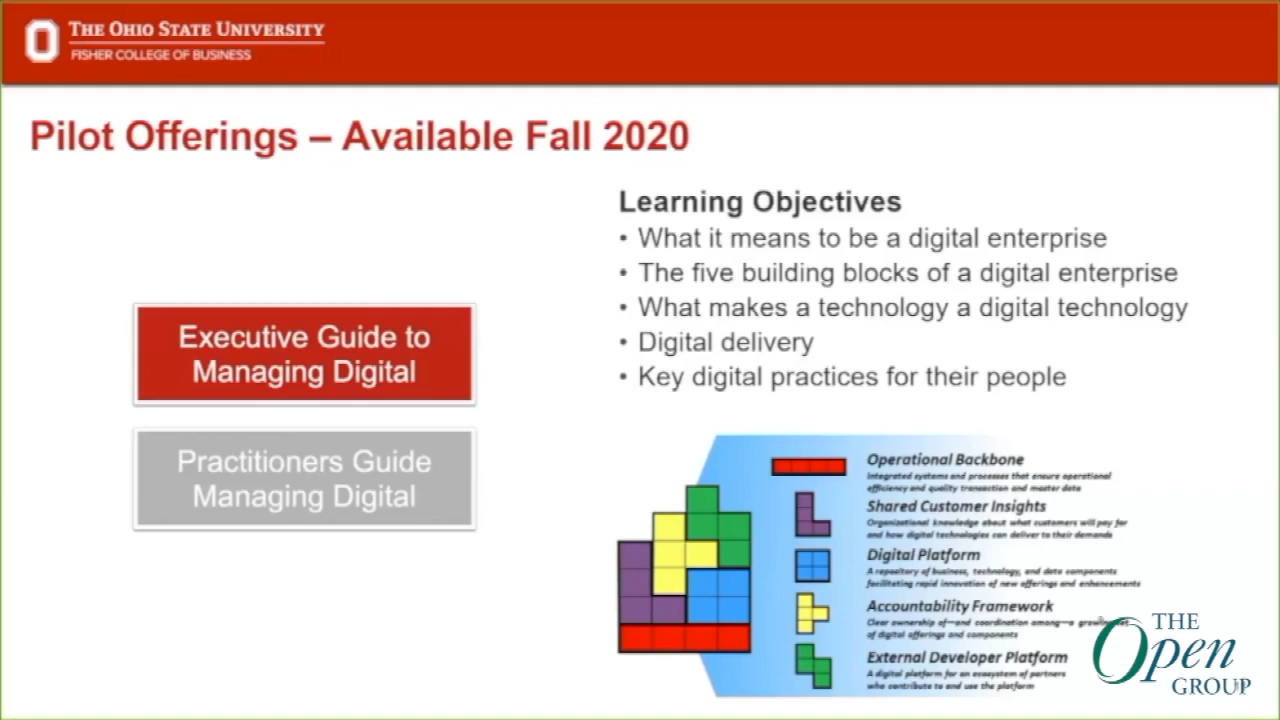 THE OHIO STATE UNIVERSITY
FISHER COLLEGE OF BUSINESS
Pilot Offerings – Available Fall 2020
Executive Guide to
Managing Digital
Practitioners Guide
Managing Digital
Learning Objectives
• What it means to be a digital enterprise
• The five building blocks of a digital enterprise
• What makes a technology a digital technology
• Digital delivery
• Key digital practices for their people
Operational Backbone
Integrated systems and processes that ensure operational
efficiency and quality transaction and master data
Shared Customer Insights
Organizational knowledge about what customers will pay for
and how digital technologies can deliver to their demands
Digital Platform
A repository of business, technology, and data components
facilitating rapid innovation of new offerings and enhancements
Accountability Framework
Clear ownership of—and coordination among—a growing
of digital offerings and components
External Developer Platform
A digital platform for an ecosystem of partners
who contribute to and use the platform
THE
Open
GROUP